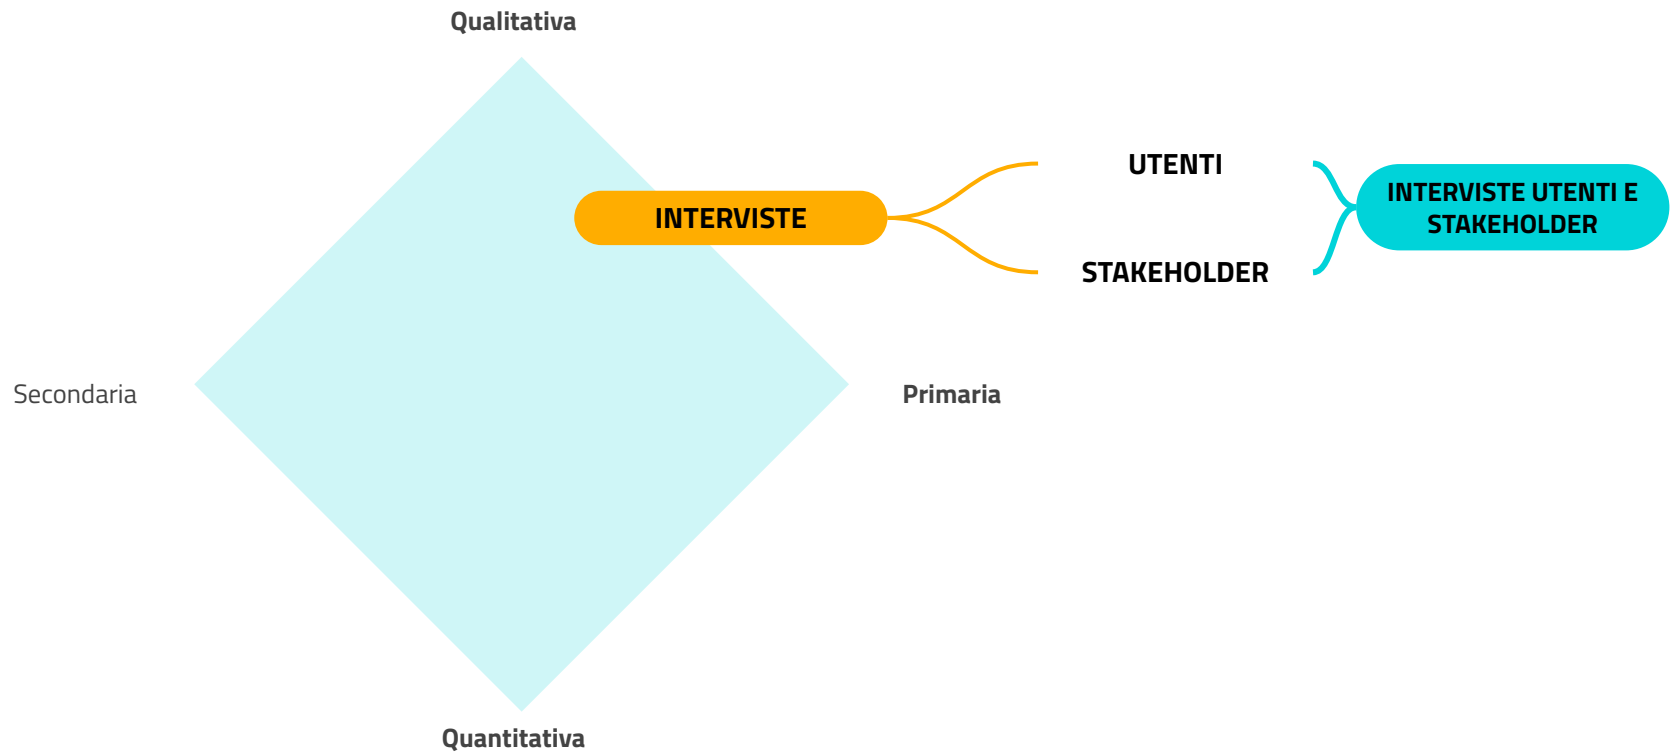 Qualitativa
UTENTI
INTERVISTE UTENTI E
STAKEHOLDER
INTERVISTE
STAKEHOLDER
Secondaria
Primaria
Quantitativa